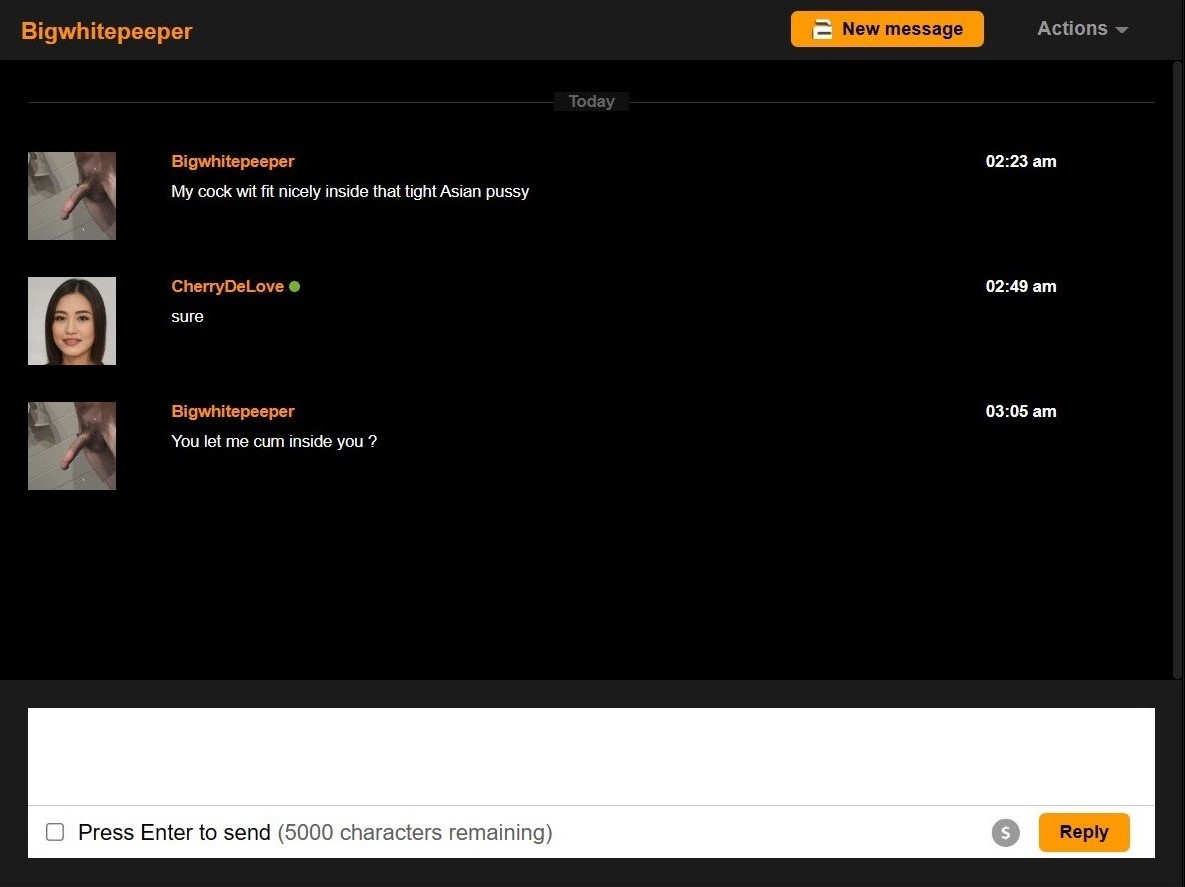 Bigwhitepeeper
New message
Actions
Today
Bigwhitepeeper
02:23 am
My cock wit fit nicely inside that tight Asian pussy
CherryDeLove
02:49 am
sure
Bigwhitepeeper
03:05 am
You let me cum inside you ?
Press Enter to send (5000 characters remaining)
$
Reply